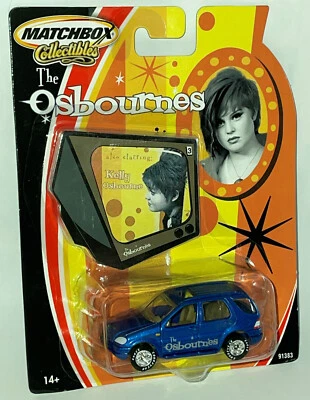 MATCHBOX
Collectibles
The
Osbournes
3
also starring:
Kelly
Osbourne
The
Osbournes
The
Osbournes
14+
91383